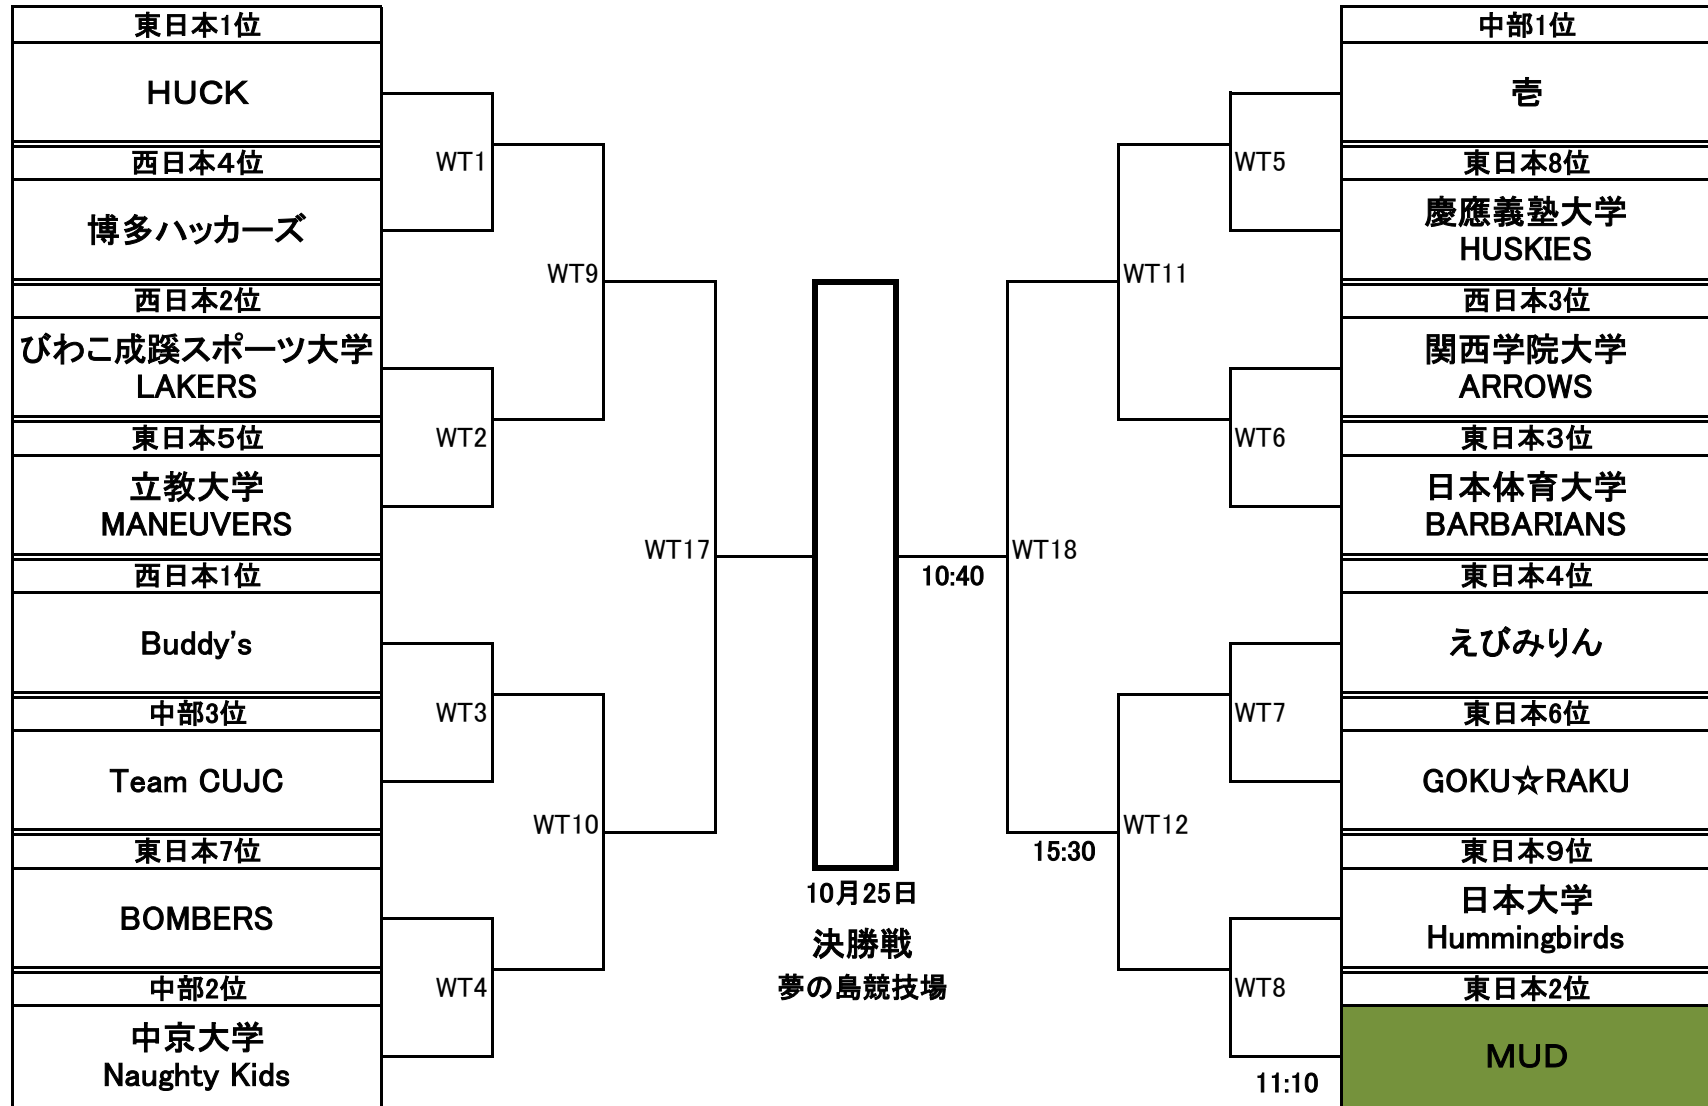 東日本1位
HUCK
西日本4位
博多ハッカーズ
西日本2位
びわこ成蹊スポーツ大学
LAKERS
東日本5位
立教大学
MANEUVERS
西日本1位
Buddy's
中部3位
Team CUJC
東日本7位
BOMBERS
中部2位
中京大学
Naughty Kids
WT1
WT2
WT3
WT4
WT9
WT10
WT17
10月25日
決勝戦
夢の島競技場
10:40
WT18
15:30
WT11
WT12
WT5
WT6
WT7
WT8
11:10
中部1位
壱
東日本8位
慶應義塾大学
HUSKIES
西日本3位
関西学院大学
ARROWS
東日本3位
日本体育大学
BARBARIANS
東日本4位
えびみりん
東日本6位
GOKU☆RAKU
東日本9位
日本大学
Hummingbirds
東日本2位
MUD